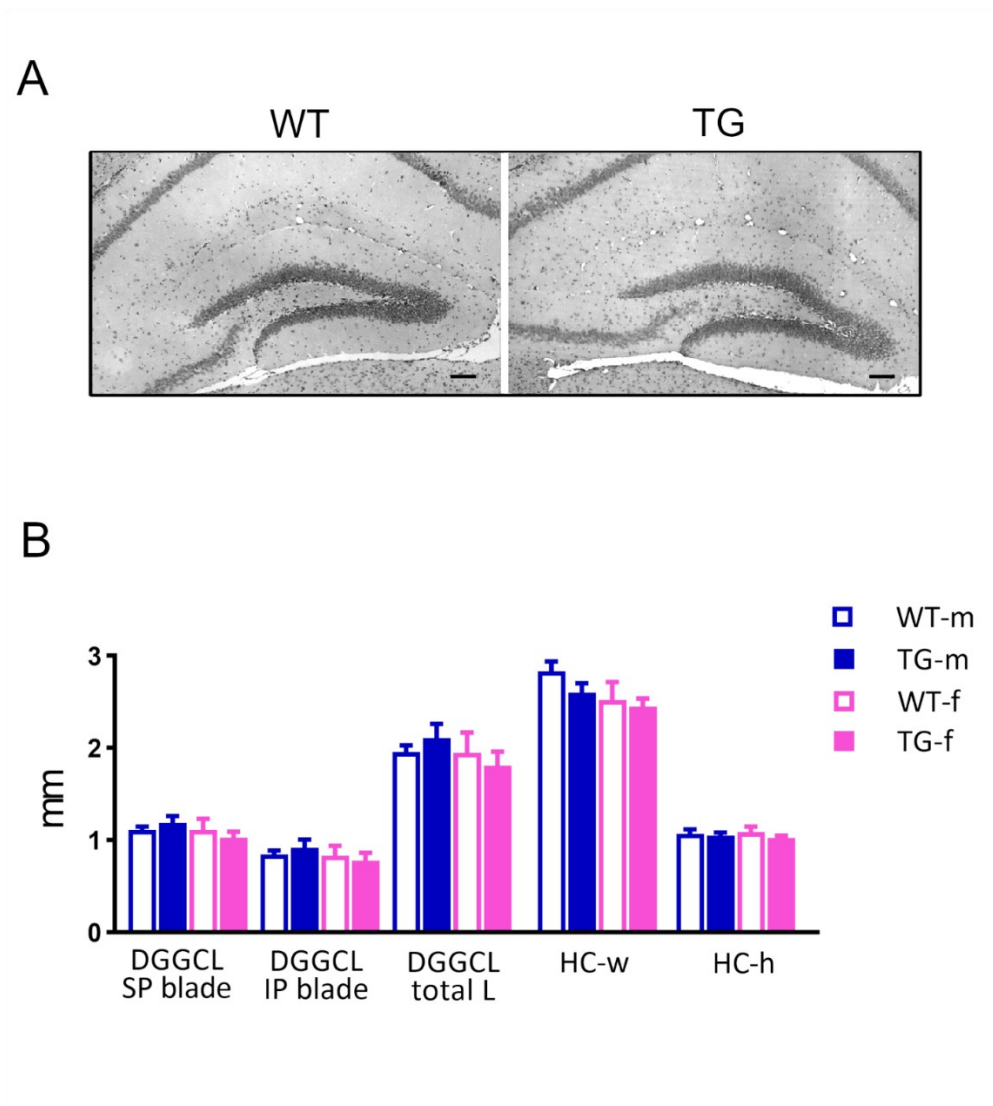 A
WT
TG
B
WT-m
TG-m
WT-f
TG-f
3
2
1
0
mm
DGGCL
SP blade
DGGCL
IP blade
DGGCL
total L
HC-w
HC-h